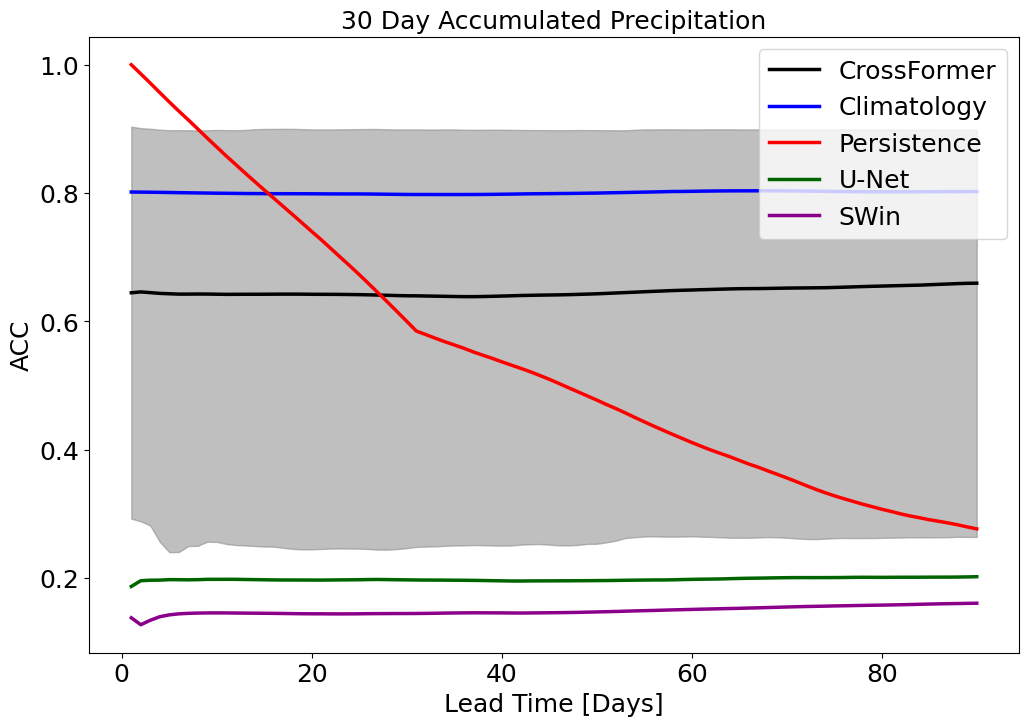 30 Day Accumulated Precipitation
ACC
1.0
0.8
0.6
0.4
0.2
CrossFormer
Climatology
Persistence
U-Net
SWin
0 20 40 60 80
Lead Time [Days]